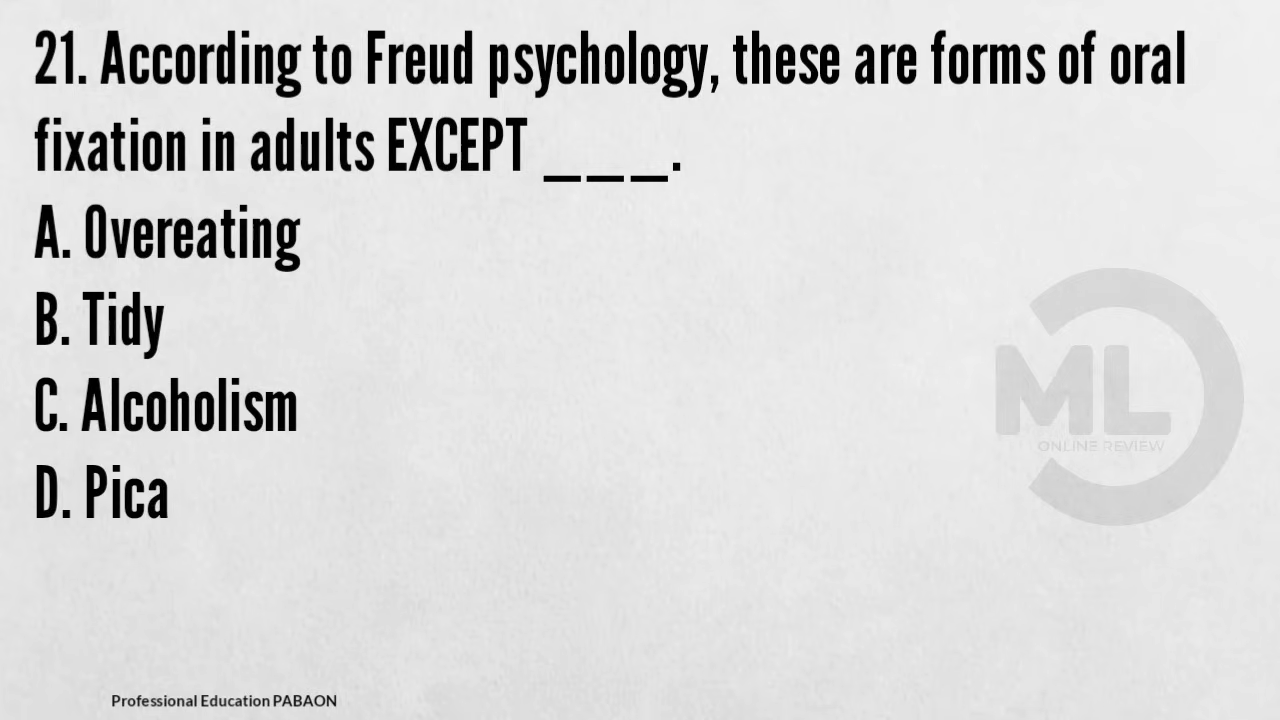 21. According to Freud psychology, these are forms of oral
fixation in adults EXCEPT ___.
A. Overeating
B. Tidy
C. Alcoholism
D. Pica
ML
ONLINE REVIEW
Professional Education PABAON